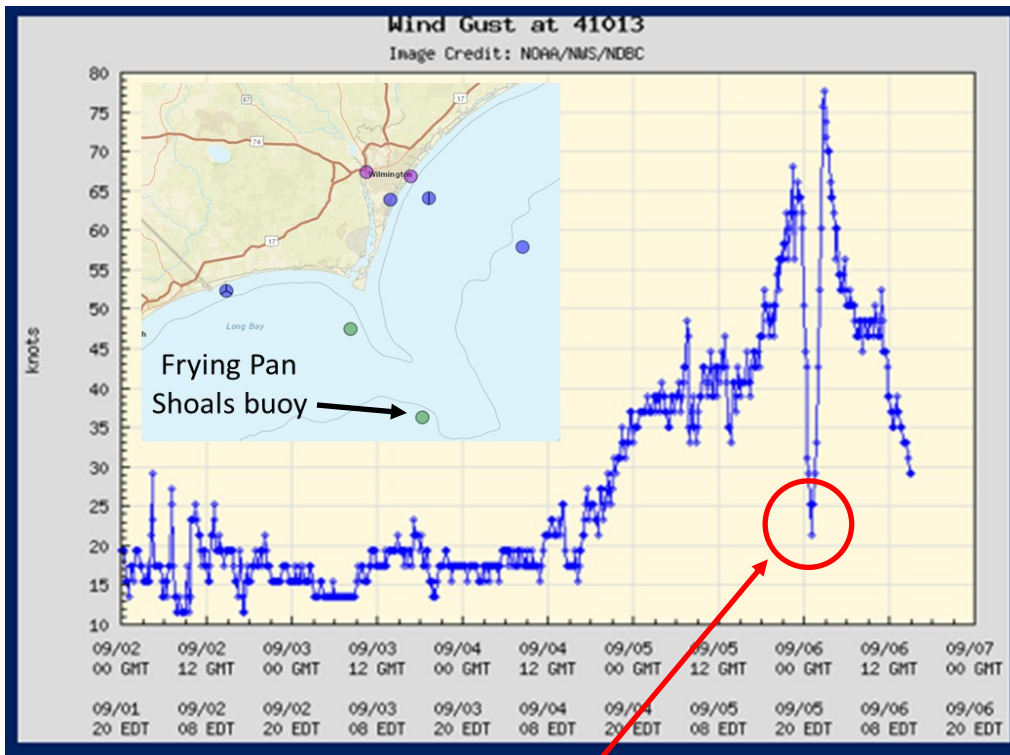 Wind Gust at 41013
Image Credit: NOAA/NWS/NDBC
80
75
70
65
60
55
50
45
40
35
30
25
20
15
10
knots
87
17
74
Wilmington
17
Long Bay
h
Frying Pan
Shoals buoy
09/02 09/02 09/03 09/03 09/04 09/04 09/05 09/05 09/06 09/06 09/07
00 GMT 12 GMT 00 GMT 12 GMT 00 GMT 12 GMT 00 GMT 12 GMT 00 GMT 12 GMT 00 GMT
09/01 09/02 09/02 09/03 09/03 09/04 09/04 09/05 09/05 09/06 09/06
20 EDT 08 EDT 20 EDT 08 EDT 20 EDT 08 EDT 20 EDT 08 EDT 20 EDT 08 EDT 20 EDT